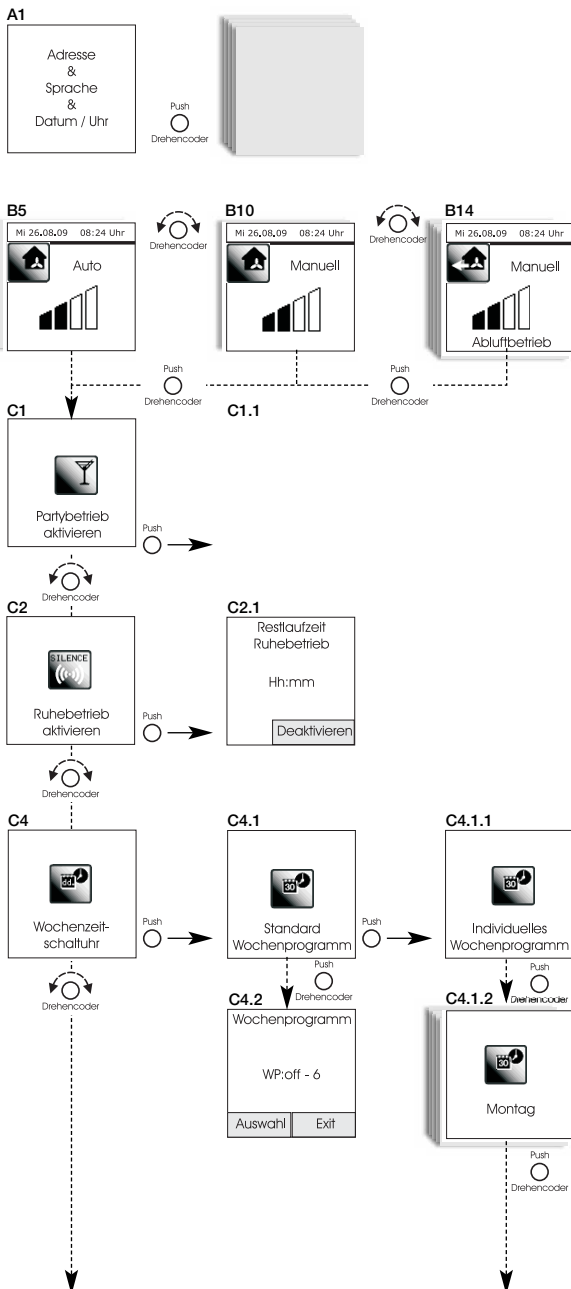 A1
Adresse
&
Sprache
&
Datum / Uhr
Push
Drehencoder
B5
Mi 26.08.09 08:24 Uhr
Auto
Drehencoder
B10
Mi 26.08.09 08:24 Uhr
Manuell
Drehencoder
B14
Mi 26.08.09 08:24 Uhr
Manuell
Abluftbetrieb
Push
Drehencoder
Push
Drehencoder
C1
Partybetrieb
aktivieren
Push
C1.1
Drehencoder
C2
SILENCE
Ruhebetrieb
aktivieren
Push
C2.1
Restlaufzeit
Ruhebetrieb
Hh:mm
Deaktivieren
Drehencoder
C4
dd.
Wochenzeit-
schaltuhr
Push
C4.1
30
Standard
Wochenprogramm
Push
C4.1.1
30
Individuelles
Wochenprogramm
Drehencoder
Push
Drehencoder
Push
Drehencoder
C4.2
Wochenprogramm
WP:off - 6
Auswahl Exit
C4.1.2
30
Montag
Push
Drehencoder